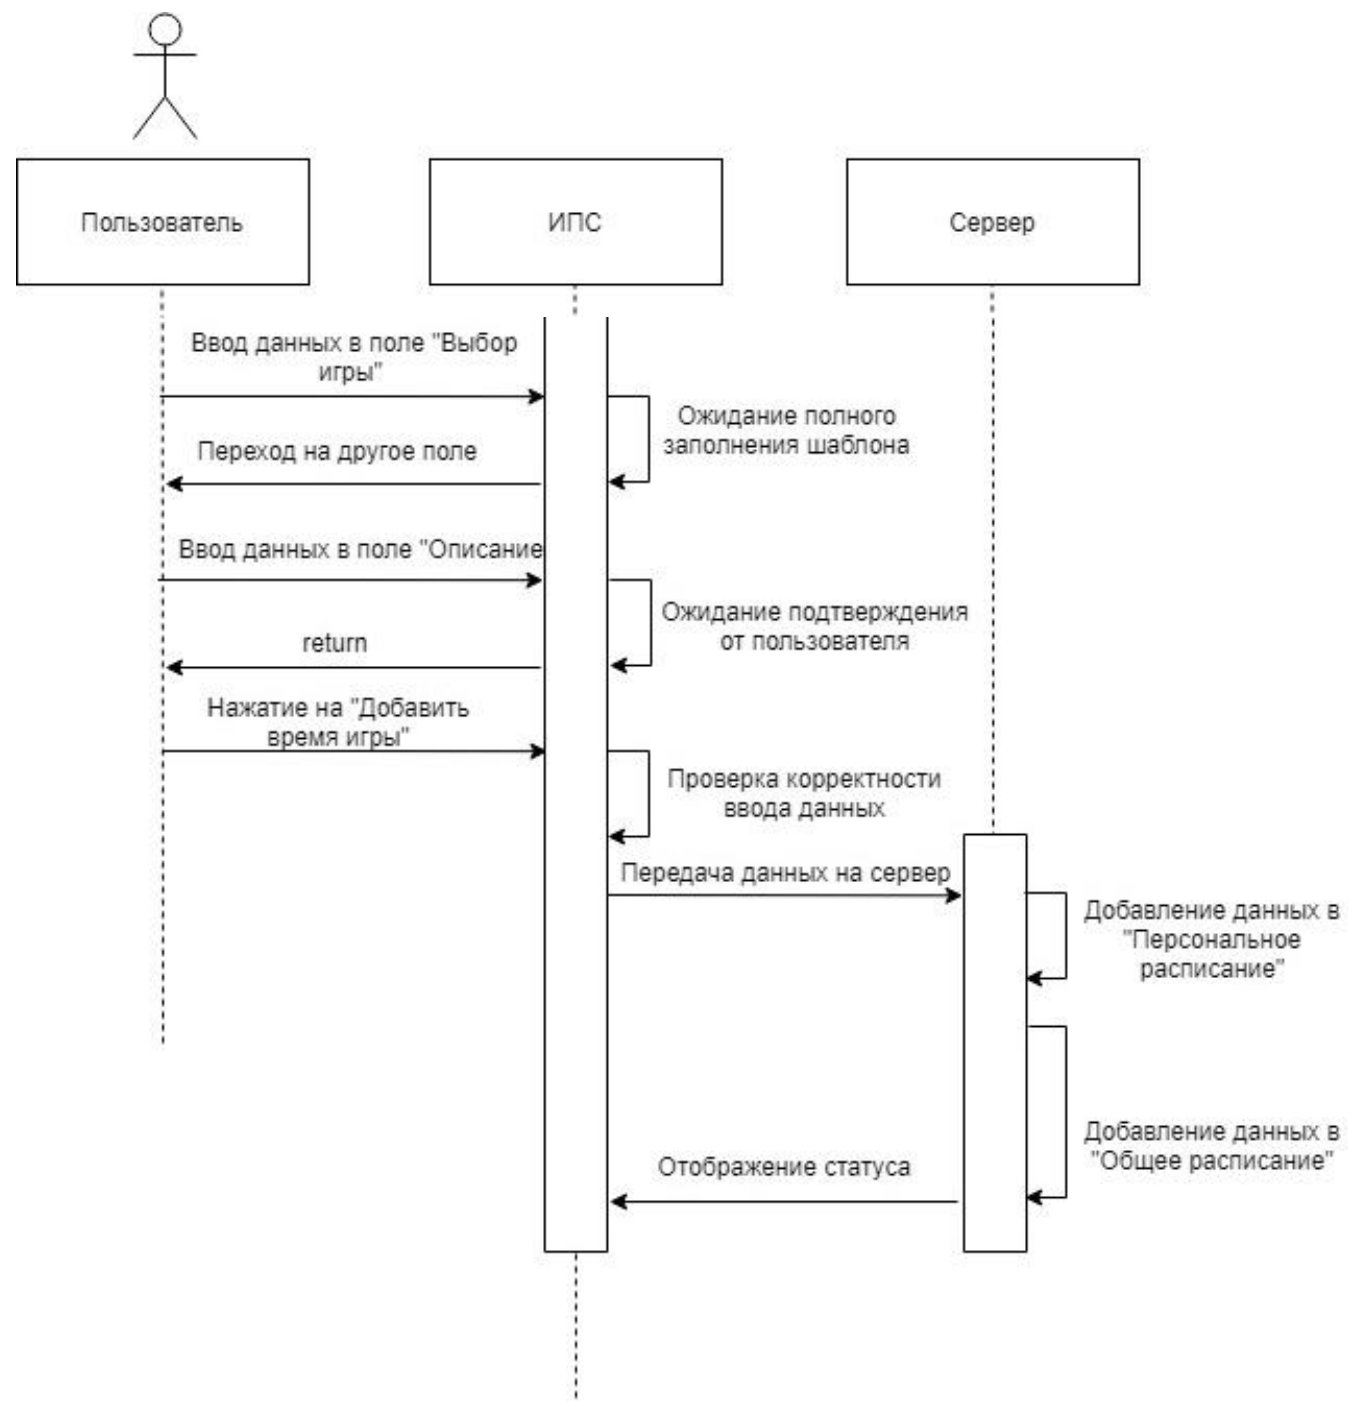 Пользователь
ИПС
Сервер
Ввод данных в поле "Выбор
игры"
Ожидание полного
заполнения шаблона
Переход на другое поле
Ввод данных в поле "Описание
Ожидание подтверждения
от пользователя
return
Нажатие на "Добавить
время игры"
Проверка корректности
ввода данных
Передача данных на сервер
Добавление данных в
"Персональное
расписание"
Добавление данных в
"Общее расписание"
Отображение статуса